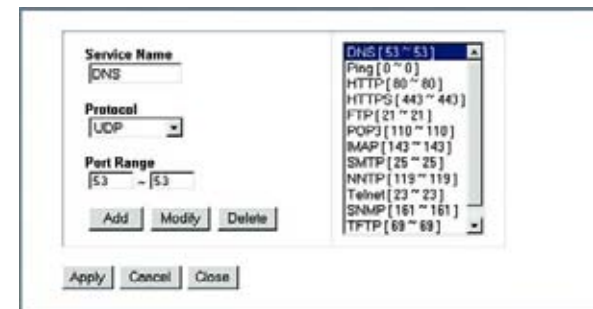 Service Name
DNS
Protocol
UDP
Port Range
53 ~ 53
Add Modify Delete
DNS [ 53 ~ 53 ]
Ping [ 0 ~ 0 ]
HTTP [ 80 ~ 80 ]
HTTPS [ 443 ~ 443 ]
FTP [ 21 ~ 21 ]
POP3 [ 110 ~ 110 ]
IMAP [ 143 ~ 143 ]
SMTP [ 25 ~ 25 ]
NNTP [ 119 ~ 119 ]
Telnet [ 23 ~ 23 ]
SNMP [ 161 ~ 161 ]
TFTP [ 69 ~ 69 ]
Apply Cancel Close